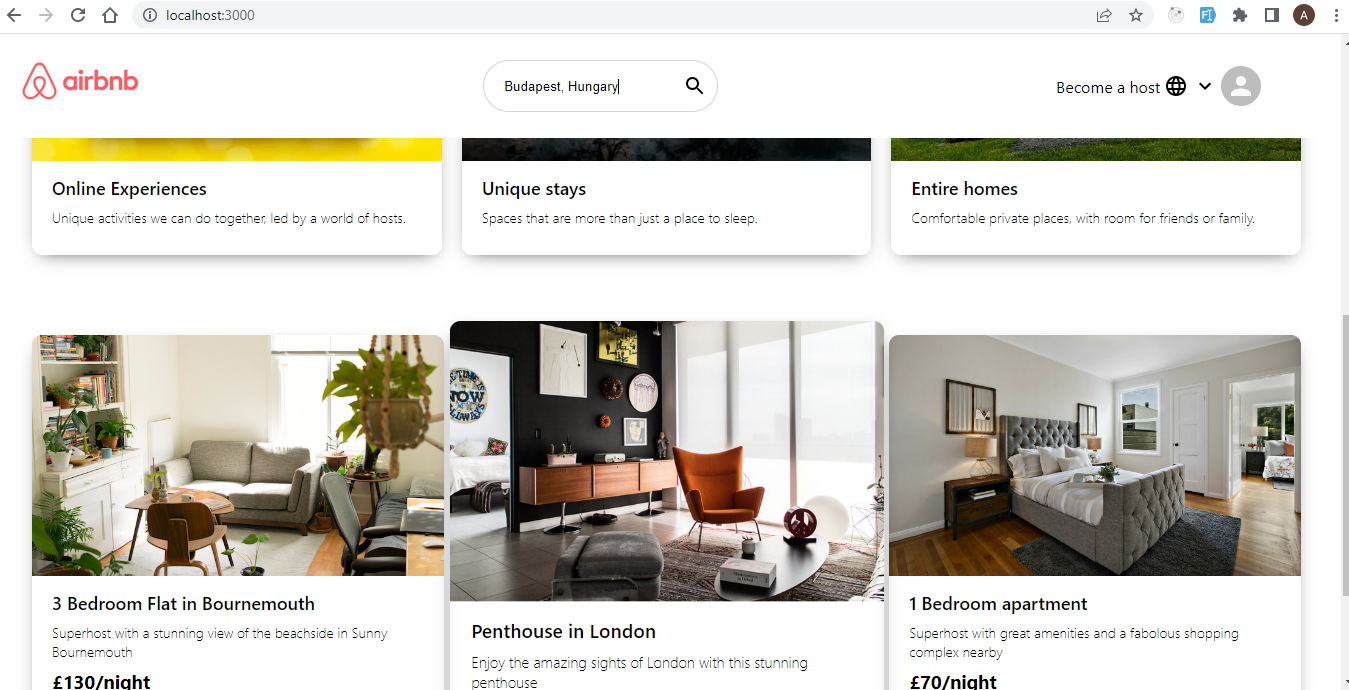 localhost:3000
A
airbnb
Budapest, Hungary
Become a host
Online Experiences
Unique activities we can do together, led by a world of hosts.
Unique stays
Spaces that are more than just a place to sleep.
Entire homes
Comfortable private places, with room for friends or family.
NOW
3 Bedroom Flat in Bournemouth
Superhost with a stunning view of the beachside in Sunny
Bournemouth
£130/night
Penthouse in London
Enjoy the amazing sights of London with this stunning
penthouse
1 Bedroom apartment
Superhost with great amenities and a fabolous shopping
complex nearby
£70/night